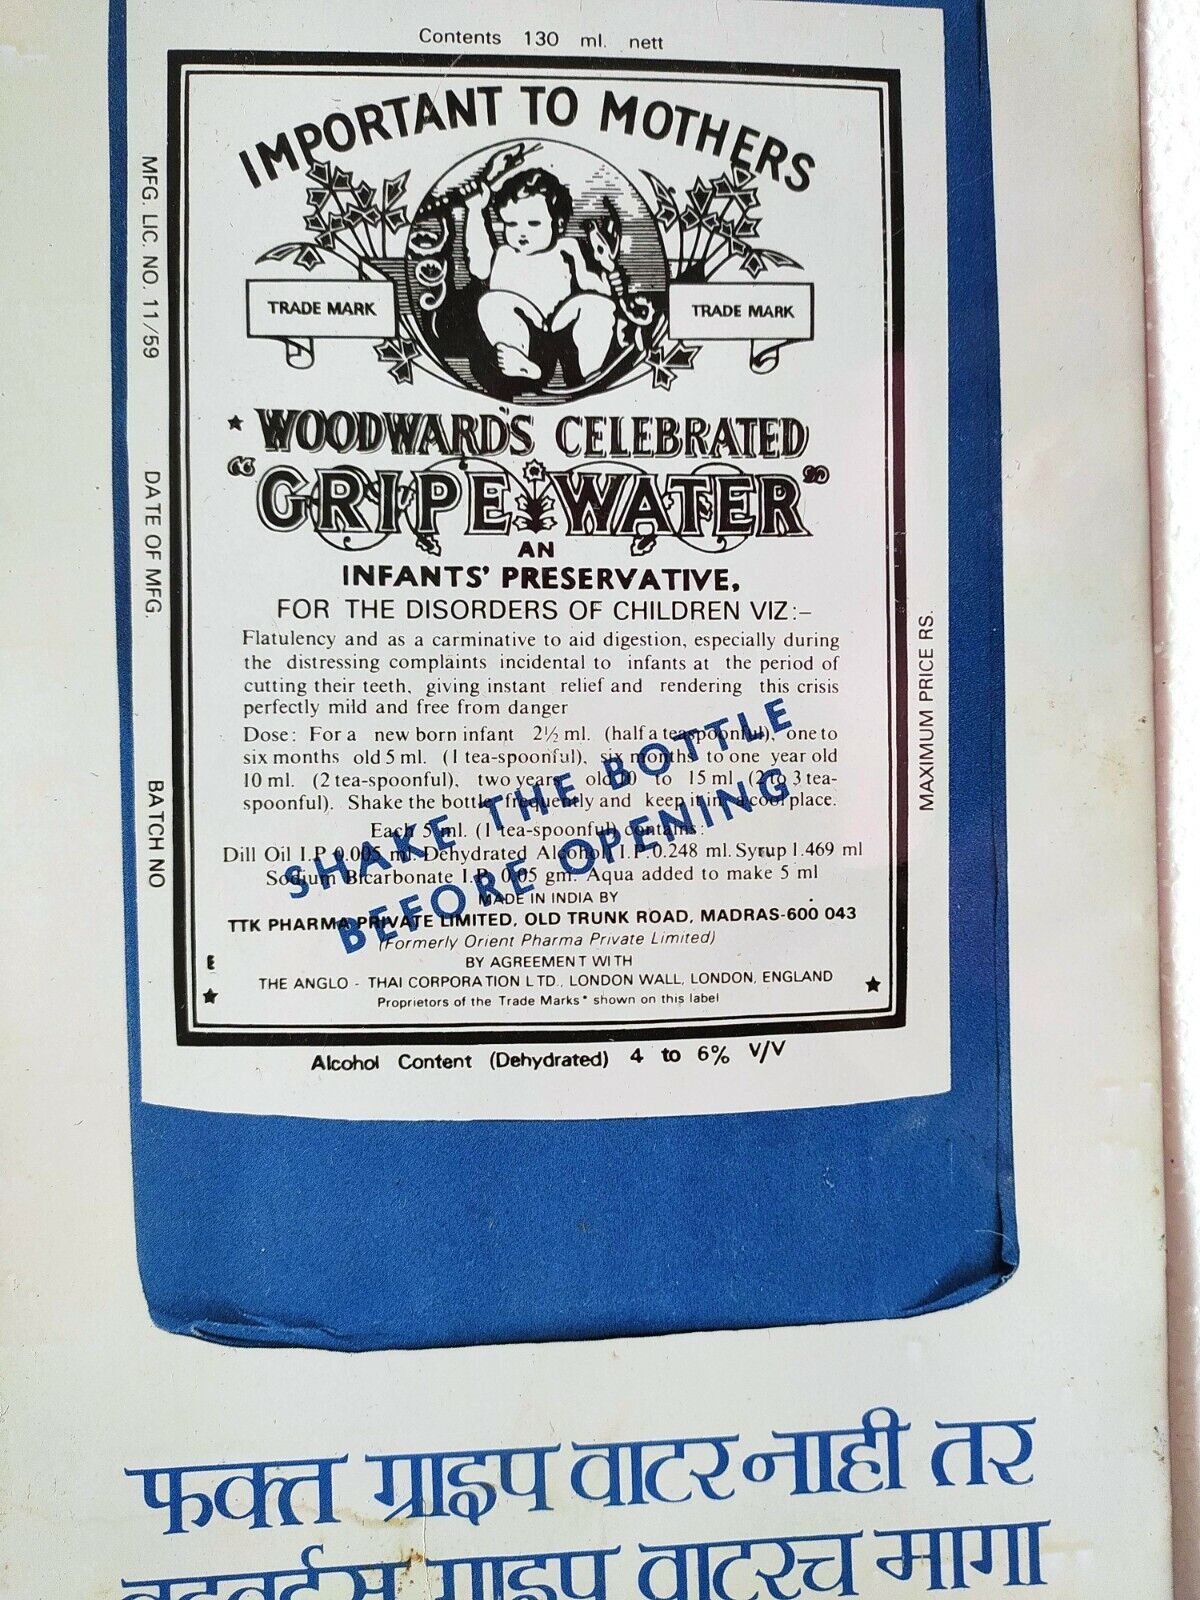 Contents 130 ml. nett
IMPORTANT TO MOTHERS
TRADE MARK
TRADE MARK
WOODWARD'S CELEBRATED
"GRIPE WATER"
AN
INFANTS' PRESERVATIVE,
FOR THE DISORDERS OF CHILDREN VIZ:–
Flatulency and as a carminative to aid digestion, especially during
the distressing complaints incidental to infants at the period of
cutting their teeth, giving instant relief and rendering this crisis
perfectly mild and free from danger
Dose: For a new born infant 2½ ml. (half a teaspoonful), one to
six months old 5 ml. (1 tea-spoonful), six months to one year old
10 ml. (2 tea-spoonful), two years old 10 to 15 ml. (2 to 3 tea-
spoonful). Shake the bottle frequently and keep it in a cool place.
Each 5 ml. (1 tea-spoonful) contains:
Dill Oil I.P. 0.005 ml. Dehydrated Alcohol I.P. 0.248 ml. Syrup 1.469 ml
Sodium Bicarbonate I.P. 0.05 gm. Aqua added to make 5 ml
MADE IN INDIA BY
TTK PHARMA PRIVATE LIMITED, OLD TRUNK ROAD, MADRAS-600 043
(Formerly Orient Pharma Private Limited)
BY AGREEMENT WITH
THE ANGLO - THAI CORPORATION LTD., LONDON WALL, LONDON, ENGLAND
Proprietors of the Trade Marks* shown on this label
E
SHAKE THE BOTTLE
BEFORE OPENING
Alcohol Content (Dehydrated) 4 to 6% V/V
MFG. LIC. NO. 11/59
DATE OF MFG.
BATCH NO
MAXIMUM PRICE RS.
फक्त ग्राइप वाटर नाही तर
वुडवर्ड्स ग्राइप वाटरच मागा